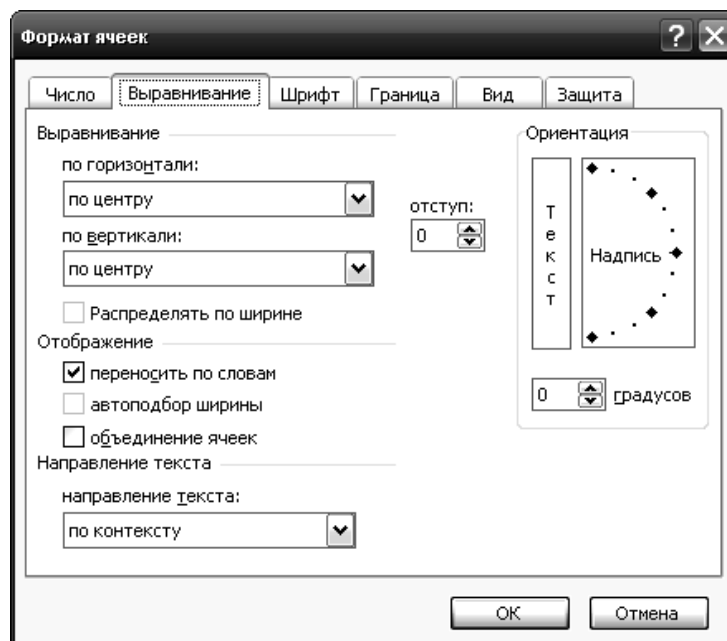 Формат ячеек
Число Выравнивание Шрифт Граница Вид Защита
Выравнивание
по горизонтали:
по центру
отступ:
0
по вертикали:
по центру
Распределять по ширине
Отображение
переносить по словам
автоподбор ширины
объединение ячеек
Направление текста
направление текста:
по контексту
Ориентация
Текст
Надпись
0 градусов
ОК Отмена